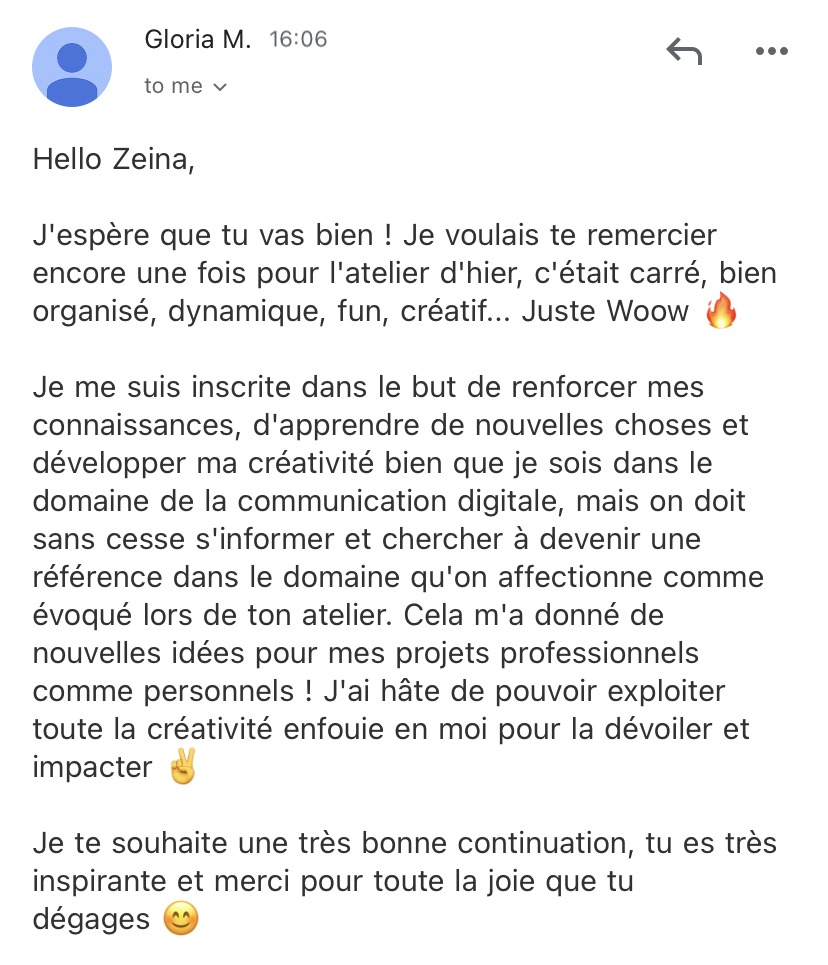 Gloria M. 16:06
to me
Hello Zeina,
J'espère que tu vas bien ! Je voulais te remercier
encore une fois pour l'atelier d'hier, c'était carré, bien
organisé, dynamique, fun, créatif... Juste Woow 🔥
Je me suis inscrite dans le but de renforcer mes
connaissances, d'apprendre de nouvelles choses et
développer ma créativité bien que je sois dans le
domaine de la communication digitale, mais on doit
sans cesse s'informer et chercher à devenir une
référence dans le domaine qu'on affectionne comme
évoqué lors de ton atelier. Cela m'a donné de
nouvelles idées pour mes projets professionnels
comme personnels ! J'ai hâte de pouvoir exploiter
toute la créativité enfouie en moi pour la dévoiler et
impacter ✌️
Je te souhaite une très bonne continuation, tu es très
inspirante et merci pour toute la joie que tu
dégages 😊